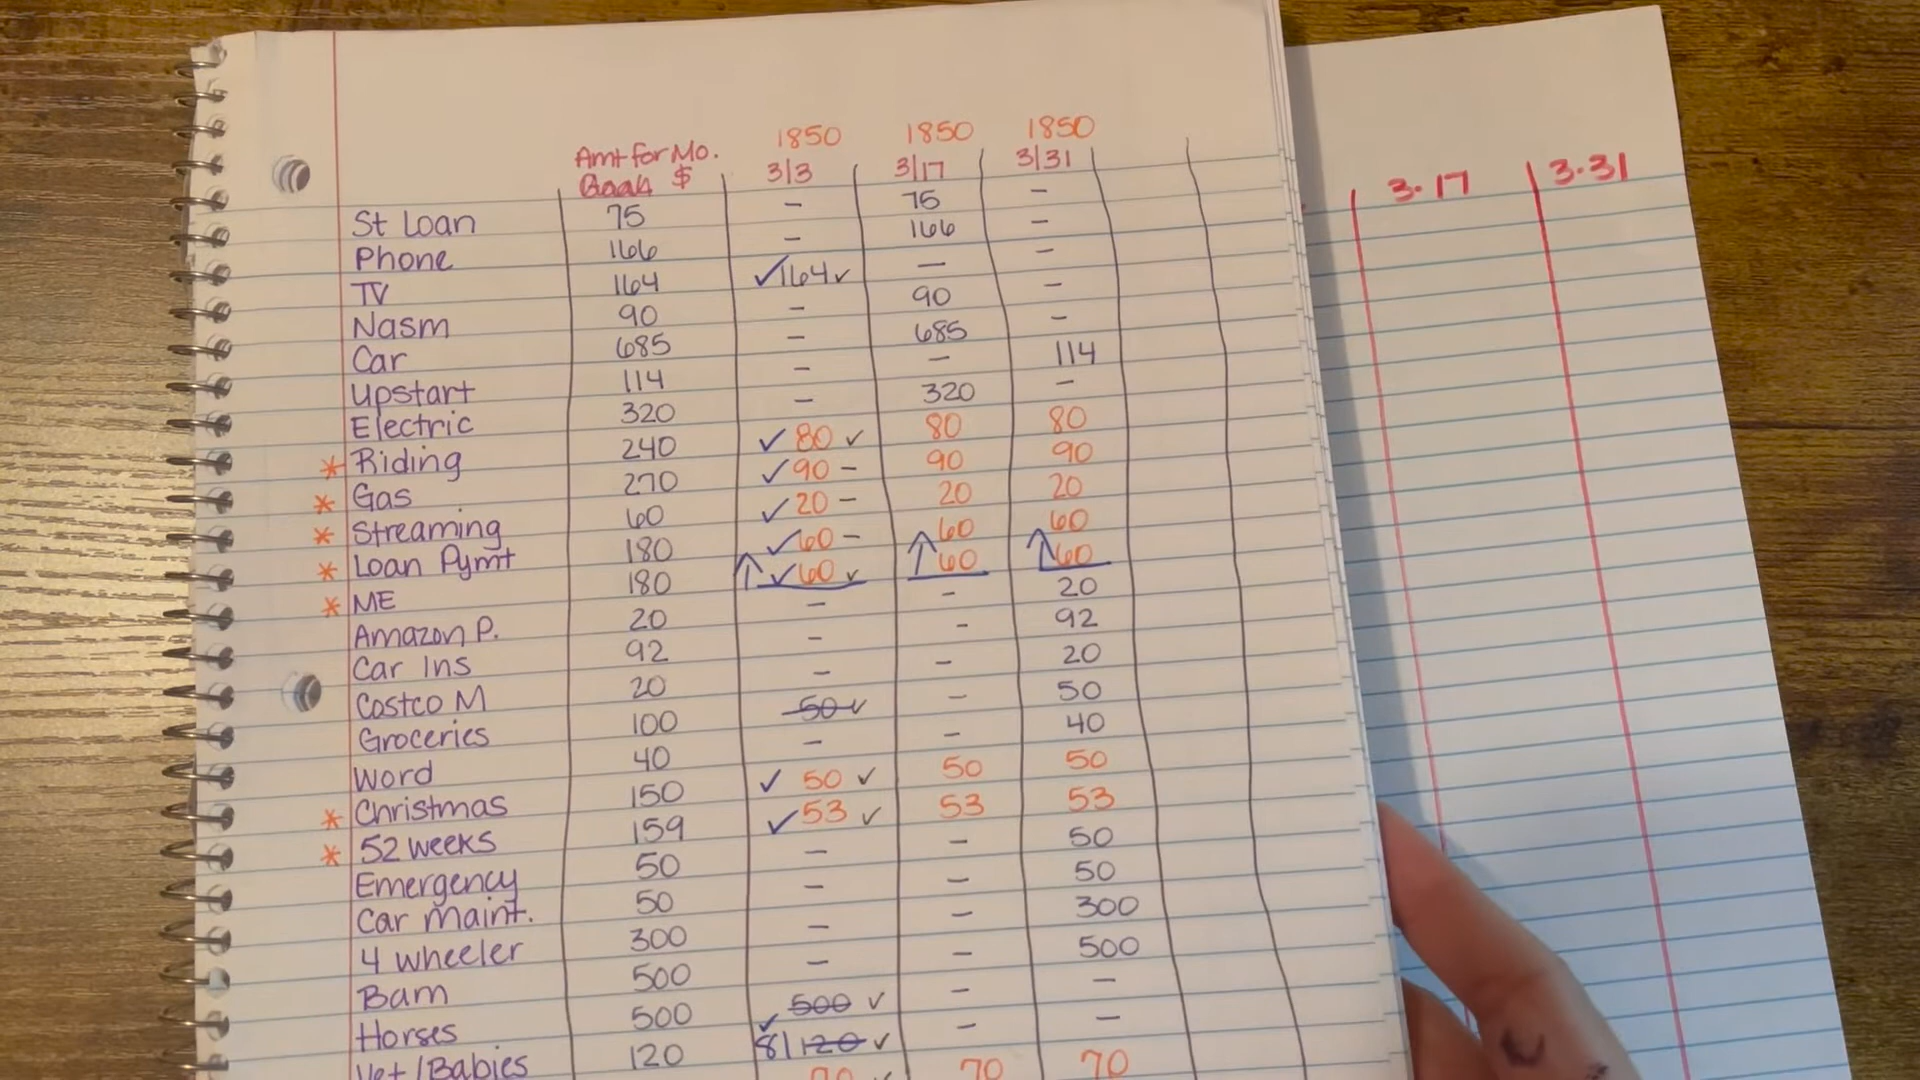 1850 1850 1850
Amt for Mo.
Goals $ 3|3 3/17 3/31
3.17 3.31
St Loan 75 - 75 -
Phone 166 - 166 -
TV 164 ✓164✓ - -
Nasm 90 - 90 -
Car 685 - 685 -
Upstart 114 - - 114
Electric 320 - 320 -
* Riding 240 ✓ 80 ✓ 80 80
* Gas 270 ✓90 - 90 90
* Streaming 60 ✓20 - 20 20
* Loan Pymt 180 ✓60 - 60 60
* ME 180 ↑ ✓60 ✓ ↑ 60 ↑ 60
Amazon P. 20 - - 20
Car Ins 92 - - 92
Costco M 20 - - 20
Groceries 100 50✓ - 50
Word 40 - - 40
* Christmas 150 ✓ 50 ✓ 50 50
* 52 weeks 159 ✓53 ✓ 53 53
Emergency 50 - - 50
Car Maint. 50 - - 50
4 wheeler 300 - - 300
Bam 500 - - 500
Horses 500 500 ✓ - -
Vet/Babies 120 ✓81 120 ✓ - -
70 70